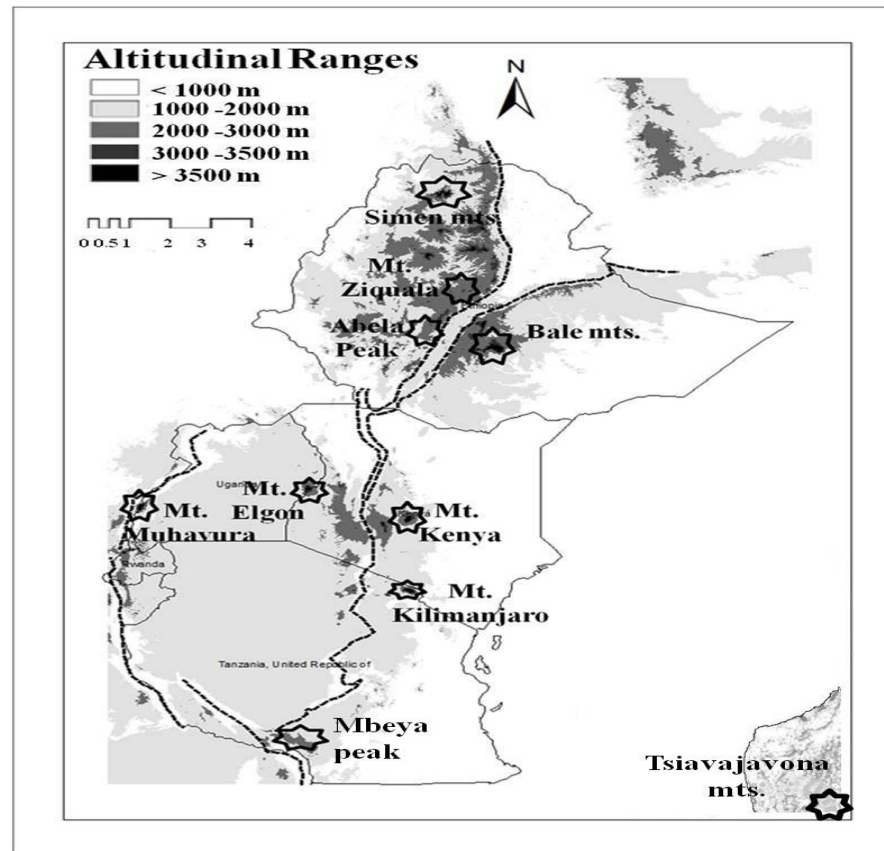 Altitudinal Ranges
< 1000 m
1000 -2000 m
2000 -3000 m
3000 -3500 m
> 3500 m
N
0 0.5 1 2 3 4
Simen mts.
Mt.
Ziquala
Ethiopia
Abela
Peak
Bale mts.
Uganda
Mt.
Elgon
Mt.
Muhavura
Mt.
Kenya
Rwanda
Mt.
Kilimanjaro
Tanzania, United Republic of
Mbeya
peak
Tsiavajavona
mts.